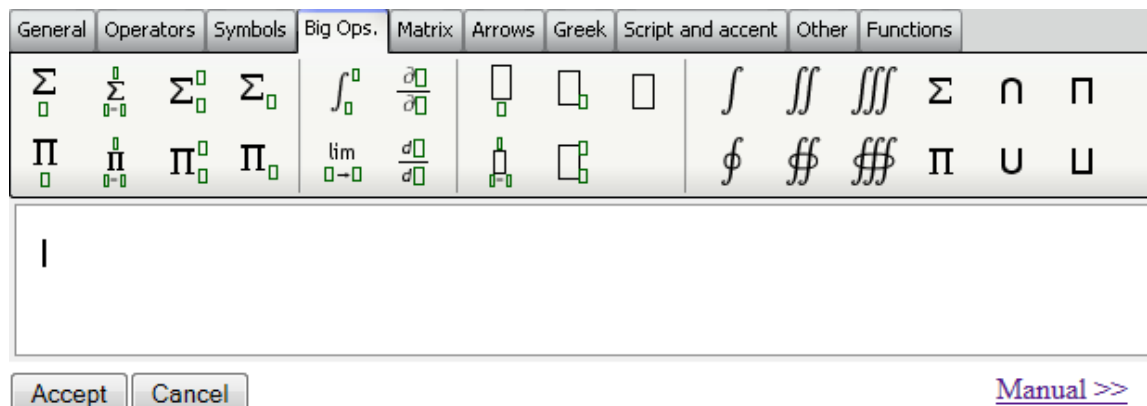 General Operators Symbols Big Ops. Matrix Arrows Greek Script and accent Other Functions
Σ□ Σ□=□□ Σ□□ Σ□ ∫□□ ∂□/∂□ □□ □□ □ ∫ ∬ ∭ Σ ∩ ⊓
Π□ Π□=□□ Π□□ Π□ lim□→□ d□/d□ □□=□□ □□□ ∮ ∯ ∰ Π ∪ ⊔
Accept Cancel Manual >>